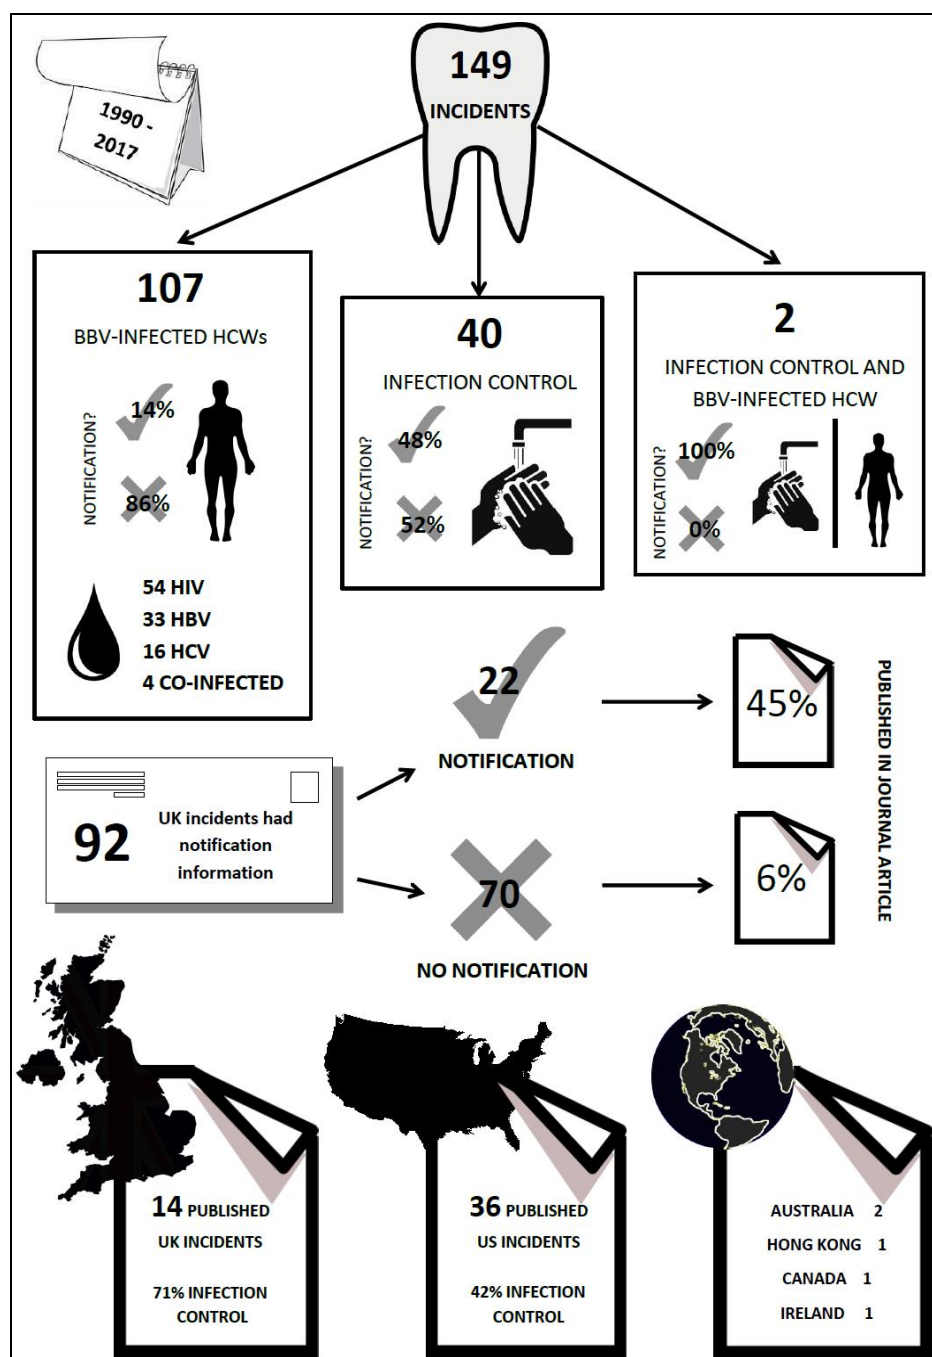 1990 -
2017
149
INCIDENTS
107
BBV-INFECTED HCWs
NOTIFICATION?
14%
86%
54 HIV
33 HBV
16 HCV
4 CO-INFECTED
40
INFECTION CONTROL
NOTIFICATION?
48%
52%
2
INFECTION CONTROL AND
BBV-INFECTED HCW
NOTIFICATION?
100%
0%
92
UK incidents had
notification
information
22
NOTIFICATION
45%
70
NO NOTIFICATION
6%
PUBLISHED IN JOURNAL ARTICLE
14 PUBLISHED
UK INCIDENTS
71% INFECTION
CONTROL
36 PUBLISHED
US INCIDENTS
42% INFECTION
CONTROL
AUSTRALIA 2
HONG KONG 1
CANADA 1
IRELAND 1